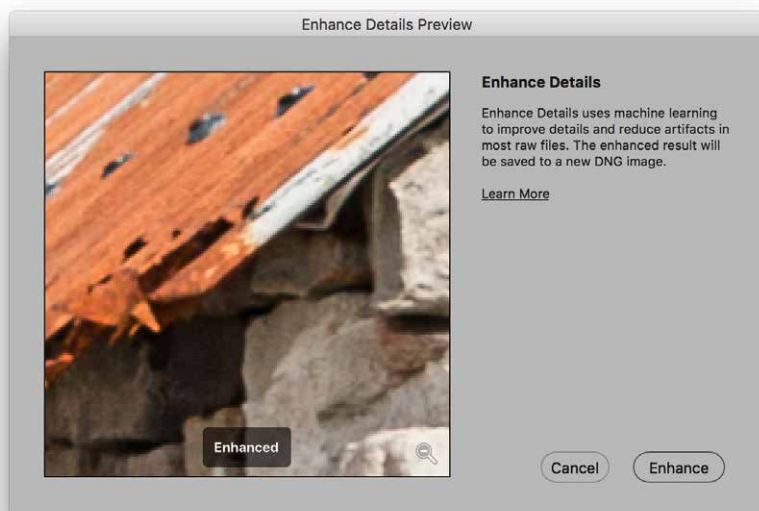 Enhance Details Preview
Enhance Details
Enhance Details uses machine learning
to improve details and reduce artifacts in
most raw files. The enhanced result will
be saved to a new DNG image.
Learn More
Enhanced
Cancel
Enhance